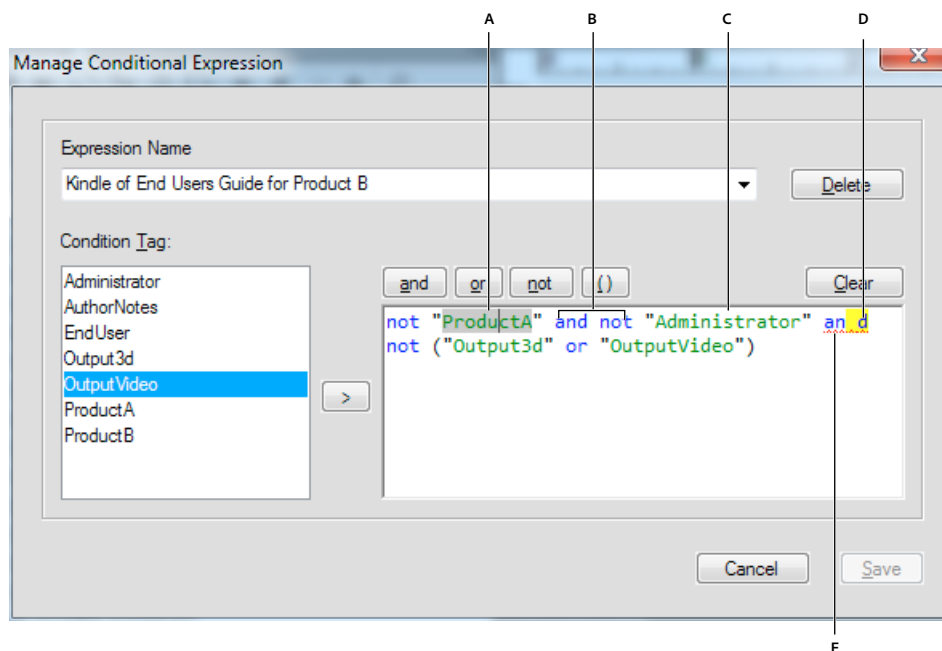 A B C D
Manage Conditional Expression
Expression Name
Kindle of End Users Guide for Product B
Delete
Condition Tag:
Administrator
AuthorNotes
EndUser
Output3d
OutputVideo
ProductA
ProductB
and or not () Clear
not "ProductA" and not "Administrator" an d
not ("Output3d" or "OutputVideo")
>
Cancel Save